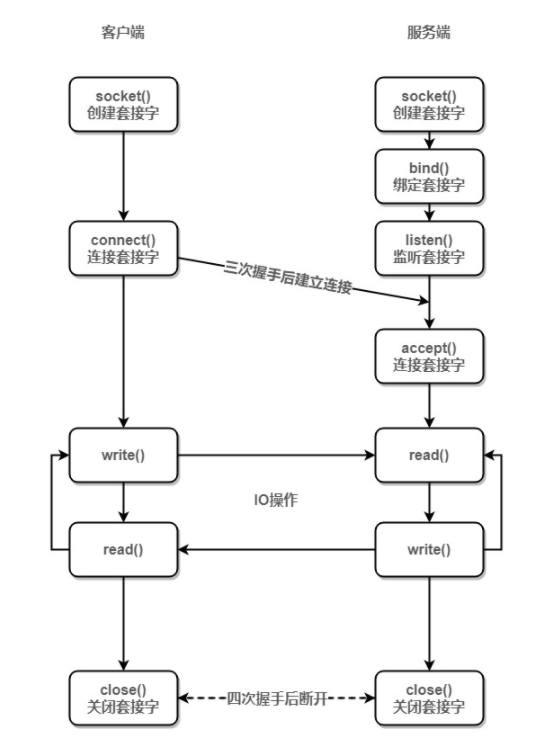 客户端
服务端
socket()
创建套接字
socket()
创建套接字
bind()
绑定套接字
connect()
连接套接字
listen()
监听套接字
三次握手后建立连接
accept()
连接套接字
write()
read()
IO操作
read()
write()
close()
关闭套接字
四次握手后断开
close()
关闭套接字